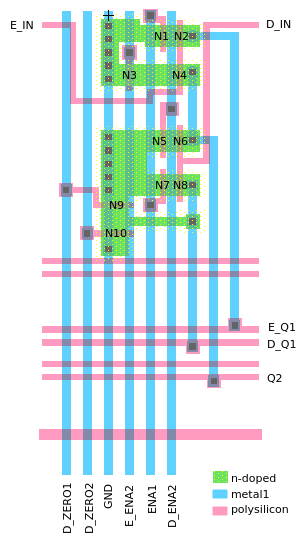 E_IN D_IN
N1 N2
N3 N4
N5 N6
N7 N8
N9
N10
E_Q1
D_Q1
Q2
D_ZERO1
D_ZERO2
GND
E_ENA2
ENA1
D_ENA2
n-doped
metal1
polysilicon